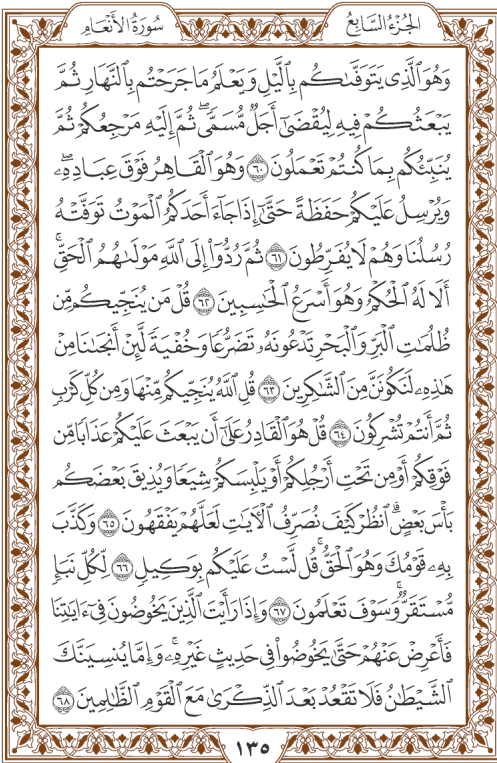 الجُزْءُ السَّابِعُ
سُورَةُ الأَنْعَامِ
وَهُوَ ٱلَّذِى يَتَوَفَّىٰكُم بِٱلَّيْلِ وَيَعْلَمُ مَا جَرَحْتُم بِٱلنَّهَارِ ثُمَّ
يَبْعَثُكُمْ فِيهِ لِيُقْضَىٰٓ أَجَلٌ مُّسَمًّى ۖ ثُمَّ إِلَيْهِ مَرْجِعُكُمْ ثُمَّ
يُنَبِّئُكُم بِمَا كُنتُمْ تَعْمَلُونَ ٦٠ وَهُوَ ٱلْقَاهِرُ فَوْقَ عِبَادِهِۦ ۖ
وَيُرْسِلُ عَلَيْكُمْ حَفَظَةً حَتَّىٰٓ إِذَا جَآءَ أَحَدَكُمُ ٱلْمَوْتُ تَوَفَّتْهُ
رُسُلُنَا وَهُمْ لَا يُفَرِّطُونَ ٦١ ثُمَّ رُدُّوٓا۟ إِلَى ٱللَّهِ مَوْلَىٰهُمُ ٱلْحَقِّ ۚ
أَلَا لَهُ ٱلْحُكْمُ وَهُوَ أَسْرَعُ ٱلْحَـٰسِبِينَ ٦٢ قُلْ مَن يُنَجِّيكُم مِّن
ظُلُمَـٰتِ ٱلْبَرِّ وَٱلْبَحْرِ تَدْعُونَهُۥ تَضَرُّعًا وَخُفْيَةً لَّئِنْ أَنجَىٰنَا مِنْ
هَـٰذِهِۦ لَنَكُونَنَّ مِنَ ٱلشَّـٰكِرِينَ ٦٣ قُلِ ٱللَّهُ يُنَجِّيكُم مِّنْهَا وَمِن كُلِّ كَرْبٍ
ثُمَّ أَنتُمْ تُشْرِكُونَ ٦٤ قُلْ هُوَ ٱلْقَادِرُ عَلَىٰٓ أَن يَبْعَثَ عَلَيْكُمْ عَذَابًا مِّن
فَوْقِكُمْ أَوْ مِن تَحْتِ أَرْجُلِكُمْ أَوْ يَلْبِسَكُمْ شِيَعًا وَيُذِيقَ بَعْضَكُم
بَأْسَ بَعْضٍ ۗ ٱنظُرْ كَيْفَ نُصَرِّفُ ٱلْـَٔايَـٰتِ لَعَلَّهُمْ يَفْقَهُونَ ٦٥ وَكَذَّبَ
بِهِۦ قَوْمُكَ وَهُوَ ٱلْحَقُّ ۚ قُل لَّسْتُ عَلَيْكُم بِوَكِيلٍ ٦٦ لِّكُلِّ نَبَإٍ
مُّسْتَقَرٌّ ۚ وَسَوْفَ تَعْلَمُونَ ٦٧ وَإِذَا رَأَيْتَ ٱلَّذِينَ يَخُوضُونَ فِىٓ ءَايَـٰتِنَا
فَأَعْرِضْ عَنْهُمْ حَتَّىٰ يَخُوضُوا۟ فِى حَدِيثٍ غَيْرِهِۦ ۚ وَإِمَّا يُنسِيَنَّكَ
ٱلشَّيْطَـٰنُ فَلَا تَقْعُدْ بَعْدَ ٱلذِّكْرَىٰ مَعَ ٱلْقَوْمِ ٱلظَّـٰلِمِينَ ٦٨
١٣٥